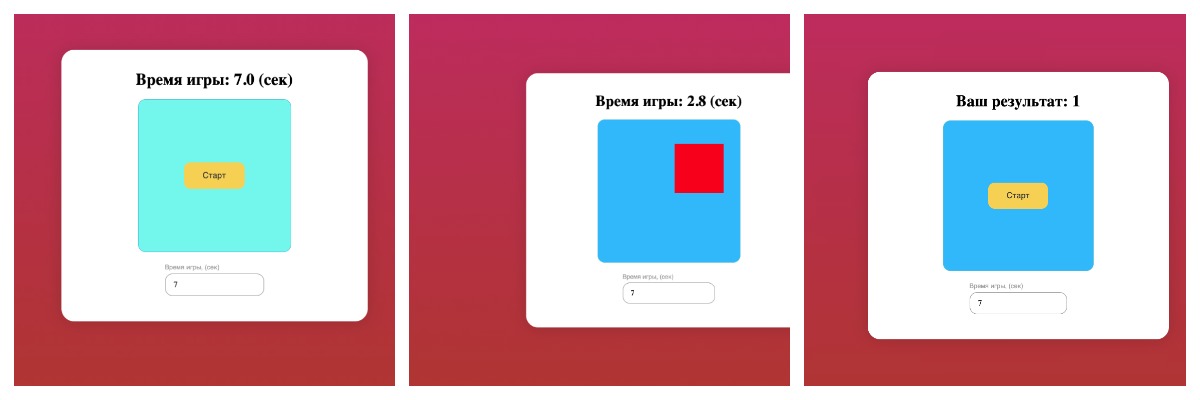 Время игры: 7.0 (сек)
Старт
Время игры, (сек)
7
Время игры: 2.8 (сек)
Время игры, (сек)
7
Ваш результат: 1
Старт
Время игры, (сек)
7